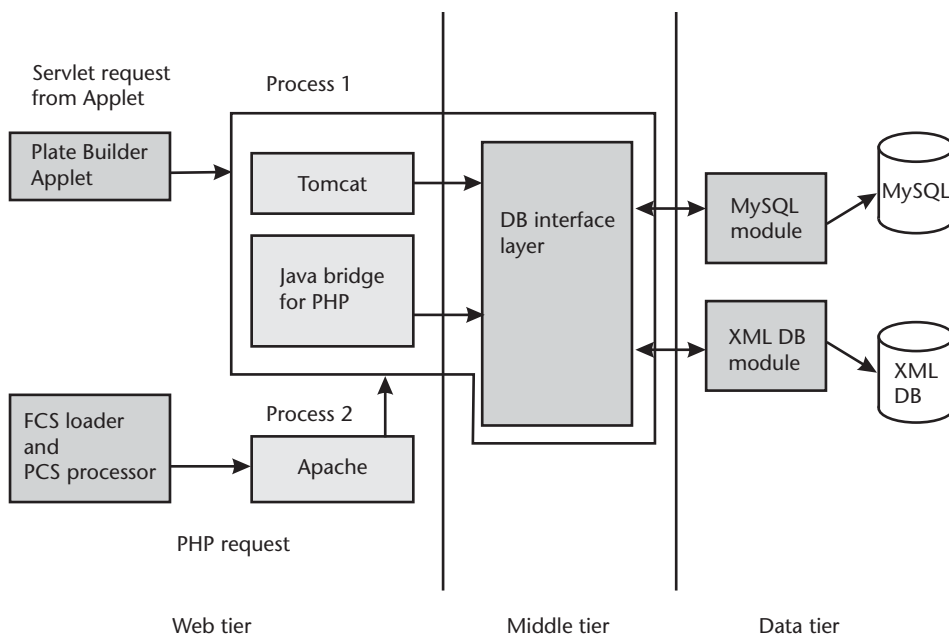 Servlet request
from Applet
Process 1
Plate Builder
Applet
Tomcat
Java bridge
for PHP
DB interface
layer
MySQL
module
MySQL
XML DB
module
XML
DB
FCS loader
and
PCS processor
Process 2
Apache
PHP request
Web tier
Middle tier
Data tier